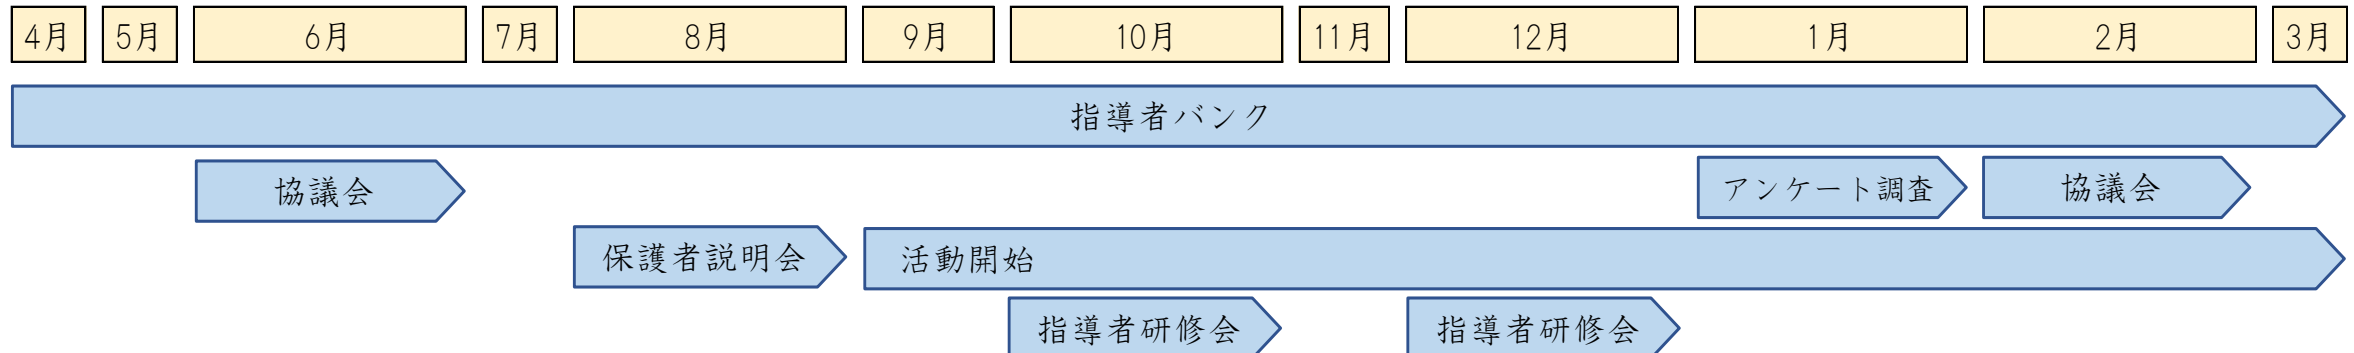 4月 5月 6月 7月 8月 9月 10月 11月 12月 1月 2月 3月
指導者バンク
協議会 アンケート調査 協議会
保護者説明会 活動開始
指導者研修会 指導者研修会